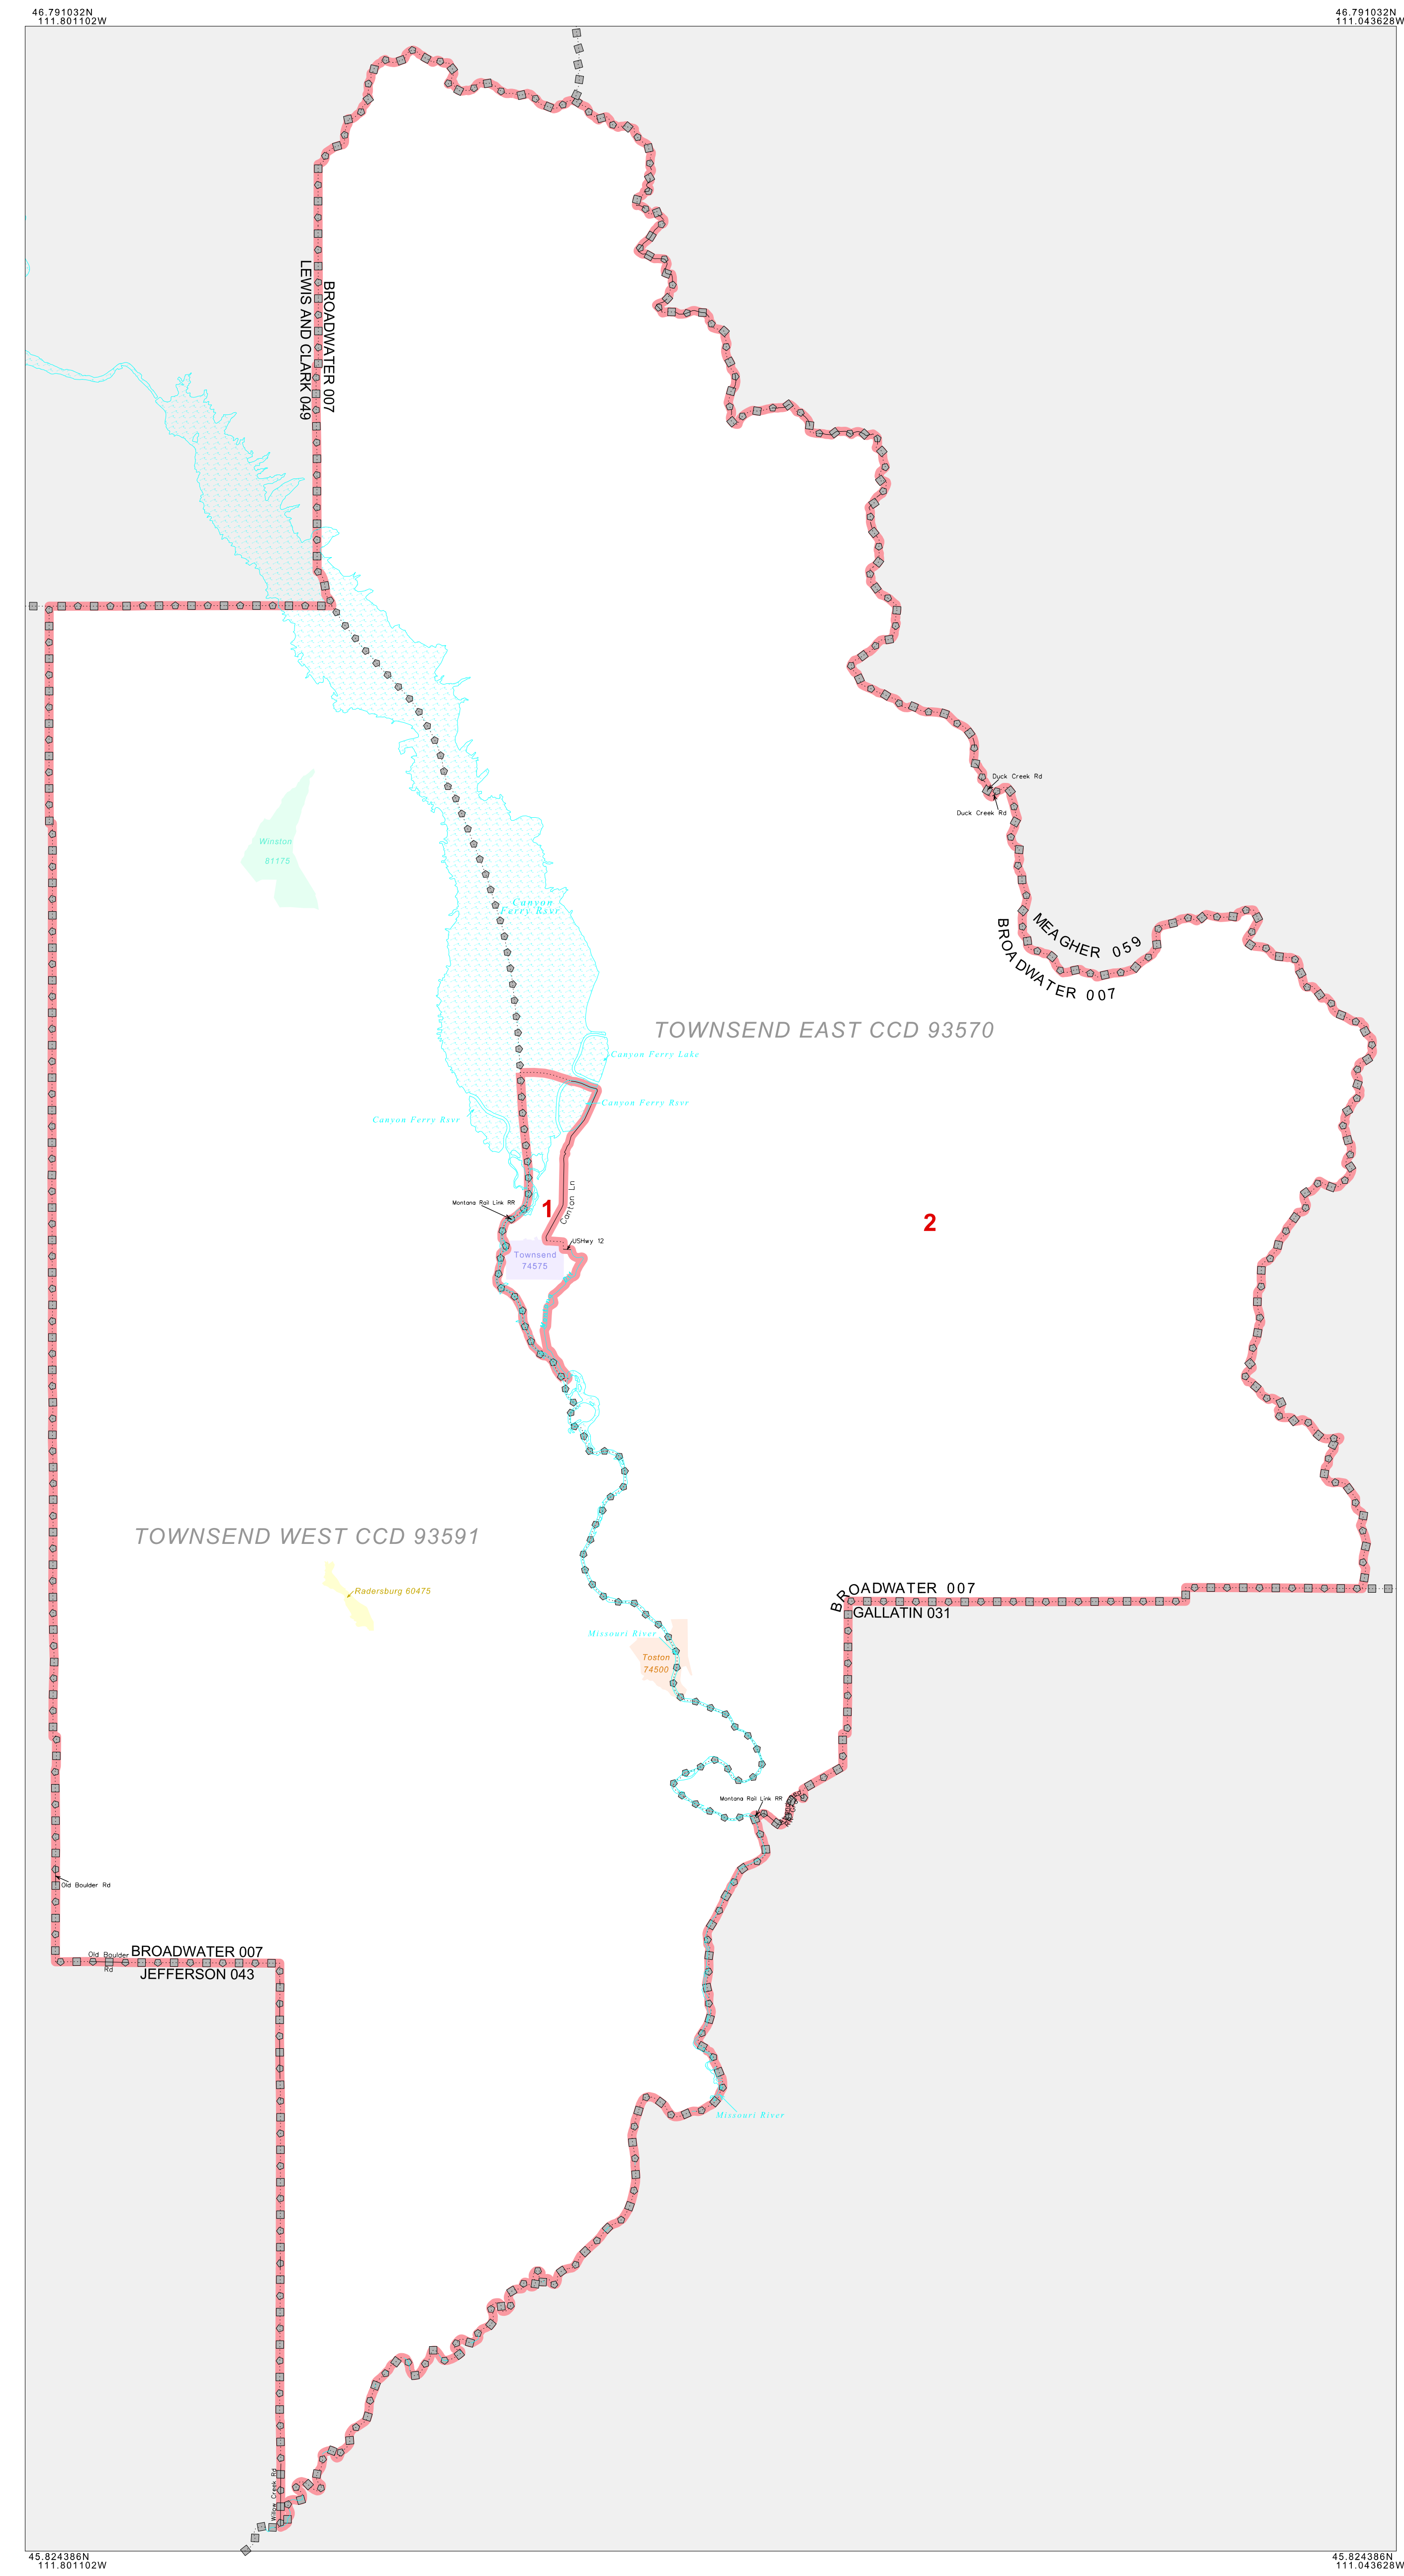 46.791032N
111.801102W
46.791032N
111.043628W
LEWIS AND CLARK 049
BROADWATER 007
Duck Creek Rd
Duck Creek Rd
Winston
81175
Canyon
Ferry Rsvr
MEAGHER 059
BROADWATER 007
TOWNSEND EAST CCD 93570
Canyon Ferry Lake
Canyon Ferry Rsvr
Canyon Ferry Rsvr
Montana Rail Link RR
1
Canton Ln
2
USHwy 12
Townsend
74575
TOWNSEND WEST CCD 93591
Radersburg 60475
BROADWATER 007
GALLATIN 031
Missouri River
Toston
74500
Montana Rail Link RR
Old Boulder Rd
Old Boulder
Rd
BROADWATER 007
JEFFERSON 043
Missouri River
Willow Creek Rd
45.824386N
111.801102W
45.824386N
111.043628W